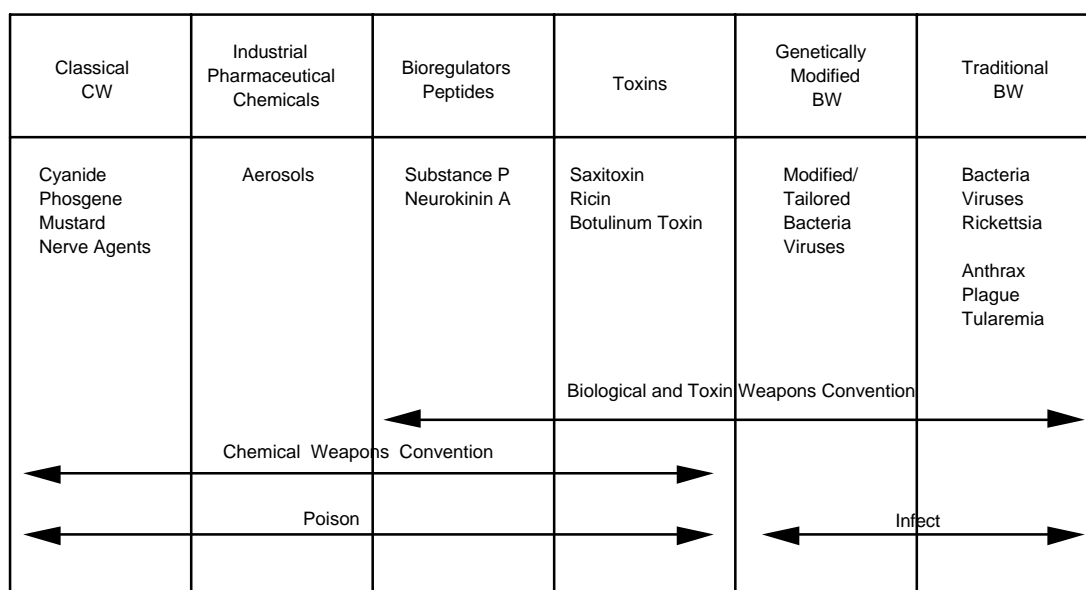 Classical
CW
Industrial
Pharmaceutical
Chemicals
Bioregulators
Peptides
Toxins
Genetically
Modified
BW
Traditional
BW
Cyanide
Phosgene
Mustard
Nerve Agents
Aerosols
Substance P
Neurokinin A
Saxitoxin
Ricin
Botulinum Toxin
Modified/
Tailored
Bacteria
Viruses
Bacteria
Viruses
Rickettsia
Anthrax
Plague
Tularemia
Biological and Toxin Weapons Convention
Chemical Weapons Convention
Poison
Infect